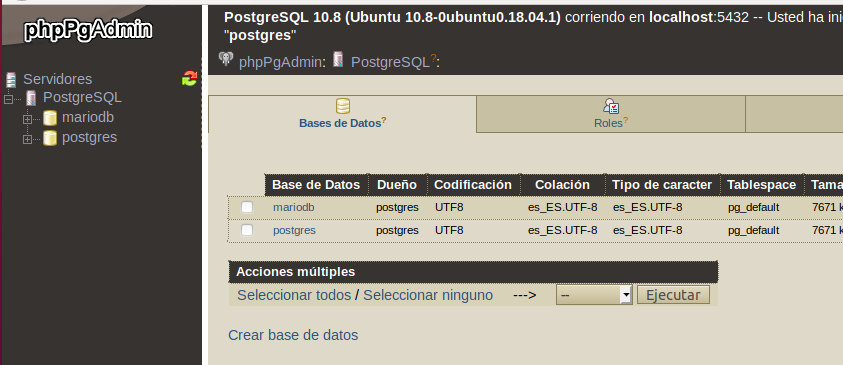 phpPgAdmin
Servidores
PostgreSQL
mariodb
postgres
PostgreSQL 10.8 (Ubuntu 10.8-0ubuntu0.18.04.1) corriendo en localhost:5432 -- Usted ha ini
"postgres"
phpPgAdmin: PostgreSQL?:
Bases de Datos? Roles?
Base de Datos Dueño Codificación Colación Tipo de caracter Tablespace Tama
mariodb postgres UTF8 es_ES.UTF-8 es_ES.UTF-8 pg_default 7671 k
postgres postgres UTF8 es_ES.UTF-8 es_ES.UTF-8 pg_default 7671 k
Acciones múltiples
Seleccionar todos / Seleccionar ninguno ---> -- Ejecutar
Crear base de datos